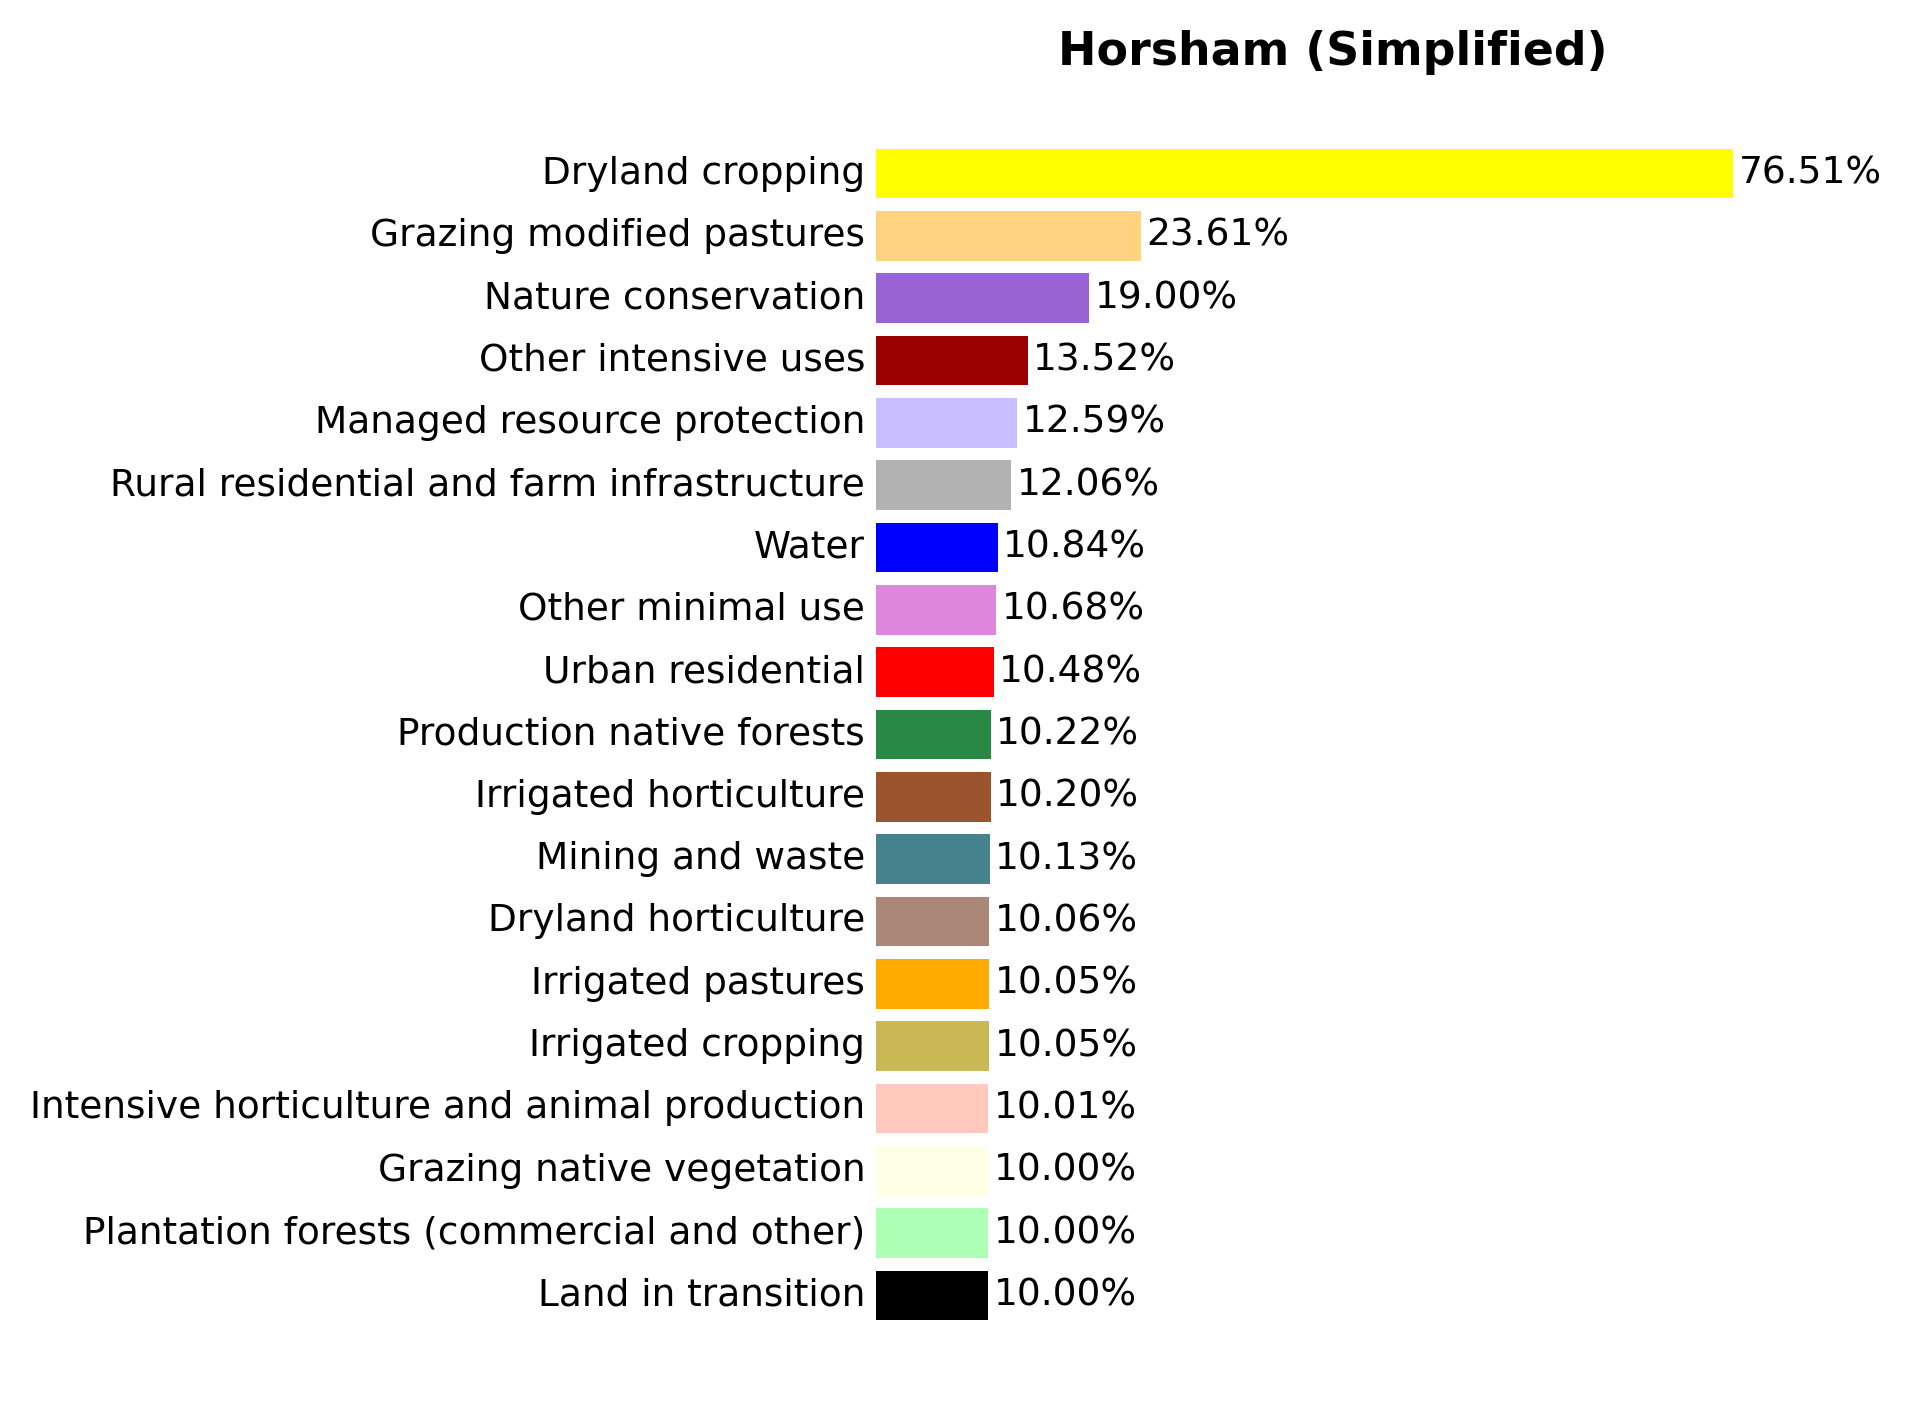 Horsham (Simplified)
Dryland cropping 76.51%
Grazing modified pastures 23.61%
Nature conservation 19.00%
Other intensive uses 13.52%
Managed resource protection 12.59%
Rural residential and farm infrastructure 12.06%
Water 10.84%
Other minimal use 10.68%
Urban residential 10.48%
Production native forests 10.22%
Irrigated horticulture 10.20%
Mining and waste 10.13%
Dryland horticulture 10.06%
Irrigated pastures 10.05%
Irrigated cropping 10.05%
Intensive horticulture and animal production 10.01%
Grazing native vegetation 10.00%
Plantation forests (commercial and other) 10.00%
Land in transition 10.00%